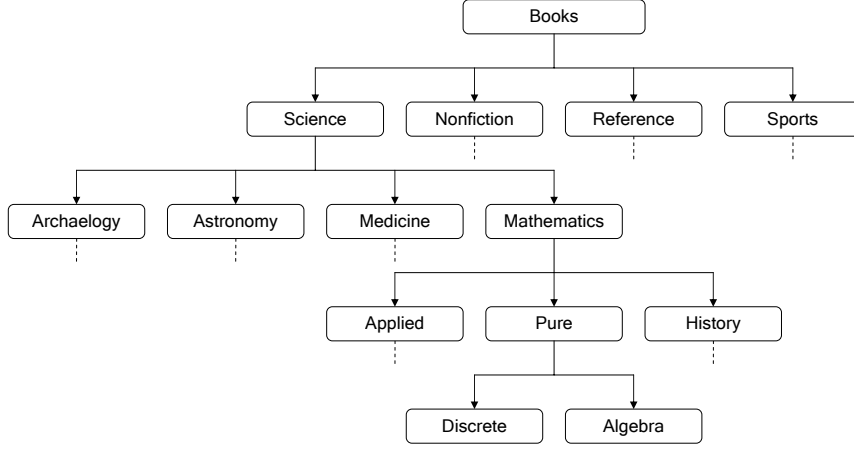 Books
Science
Nonfiction
Reference
Sports
Archaelogy
Astronomy
Medicine
Mathematics
Applied
Pure
History
Discrete
Algebra